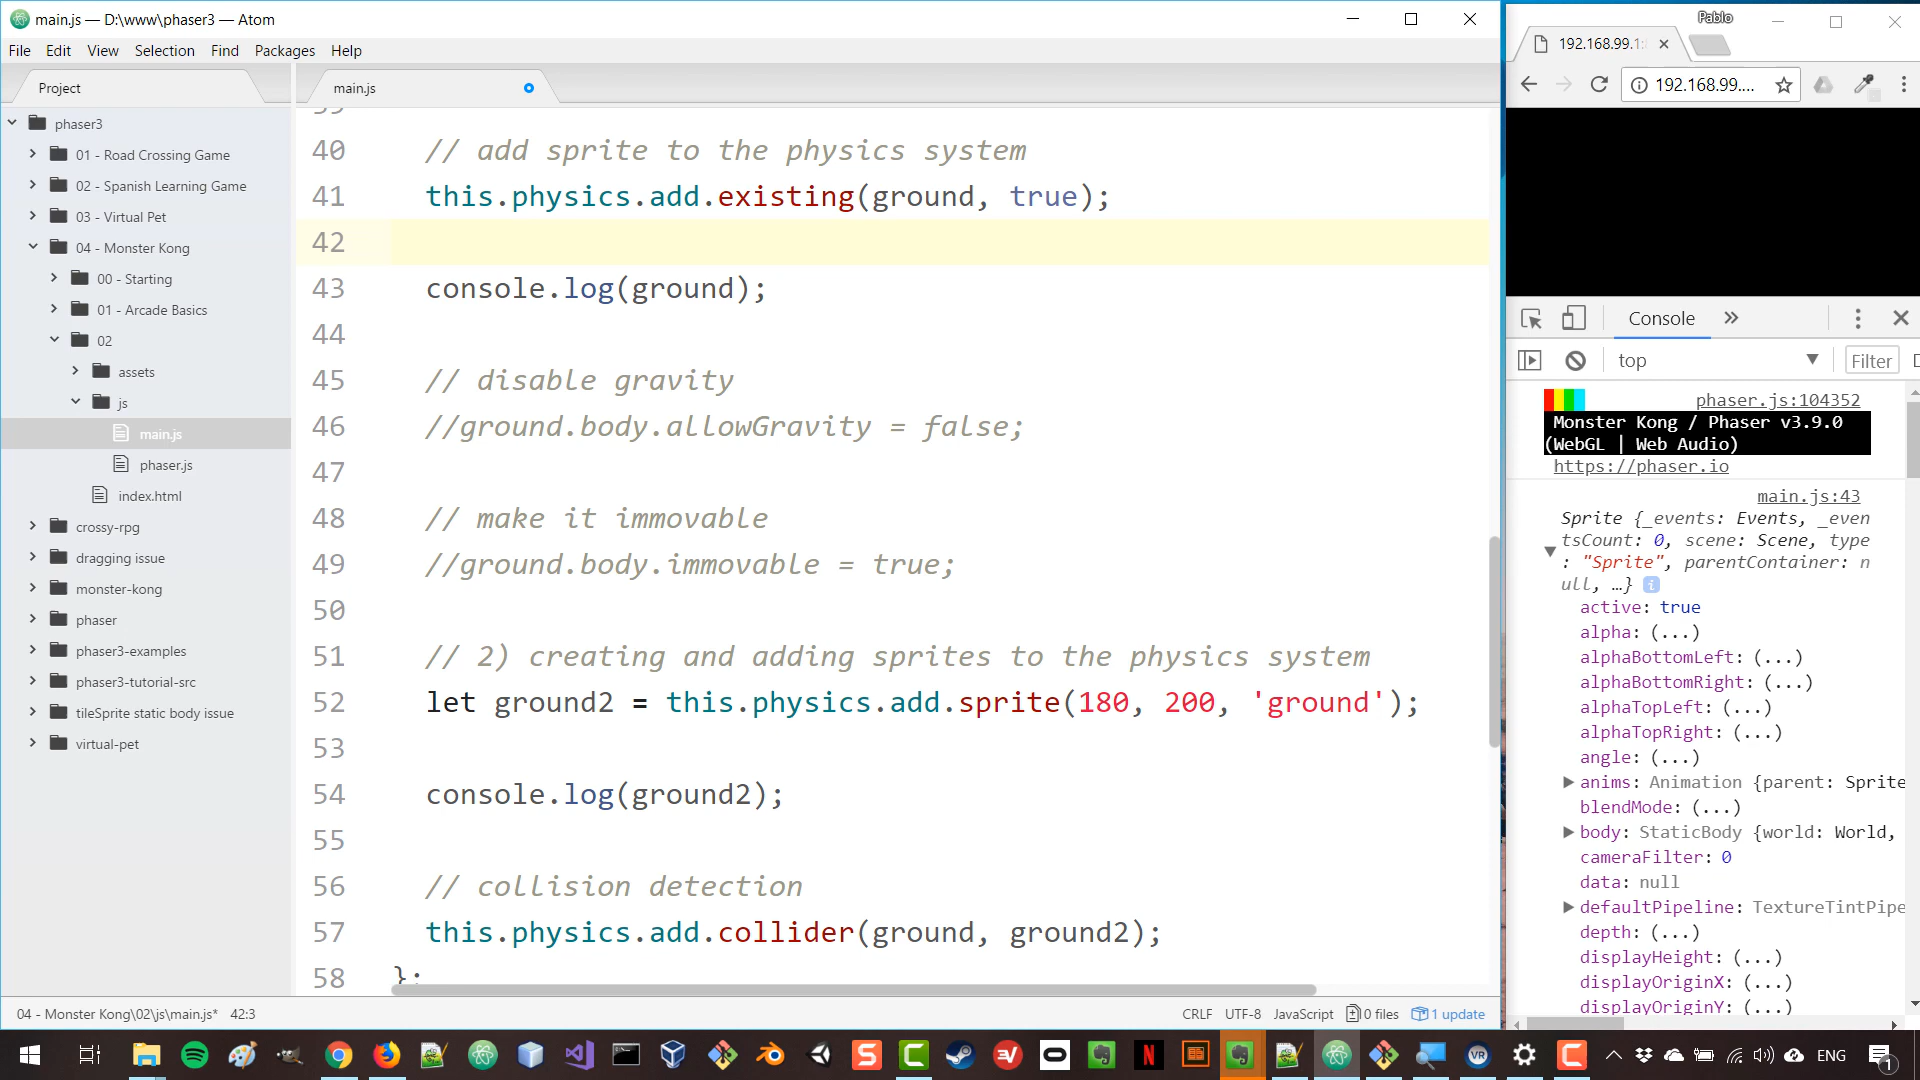 main.js — D:\www\phaser3 — Atom
File Edit View Selection Find Packages Help
Project
main.js
phaser3
01 - Road Crossing Game
02 - Spanish Learning Game
03 - Virtual Pet
04 - Monster Kong
00 - Starting
01 - Arcade Basics
02
assets
js
main.js
phaser.js
index.html
crossy-rpg
dragging issue
monster-kong
phaser
phaser3-examples
phaser3-tutorial-src
tileSprite static body issue
virtual-pet
40 // add sprite to the physics system
41 this.physics.add.existing(ground, true);
42
43 console.log(ground);
44
45 // disable gravity
46 //ground.body.allowGravity = false;
47
48 // make it immovable
49 //ground.body.immovable = true;
50
51 // 2) creating and adding sprites to the physics system
52 let ground2 = this.physics.add.sprite(180, 200, 'ground');
53
54 console.log(ground2);
55
56 // collision detection
57 this.physics.add.collider(ground, ground2);
58 };
04 - Monster Kong\02\js\main.js* 42:3
CRLF UTF-8 JavaScript 0 files 1 update
Pablo
192.168.99.1:
192.168.99....
Console
top
Filter
phaser.js:104352
Monster Kong / Phaser v3.9.0
(WebGL | Web Audio)
https://phaser.io
main.js:43
Sprite {_events: Events, _even
tsCount: 0, scene: Scene, type
: "Sprite", parentContainer: n
ull, …}
active: true
alpha: (...)
alphaBottomLeft: (...)
alphaBottomRight: (...)
alphaTopLeft: (...)
alphaTopRight: (...)
angle: (...)
anims: Animation {parent: Sprite
blendMode: (...)
body: StaticBody {world: World,
cameraFilter: 0
data: null
defaultPipeline: TextureTintPipe
depth: (...)
displayHeight: (...)
displayOriginX: (...)
displayOriginY: (...)
ENG
1